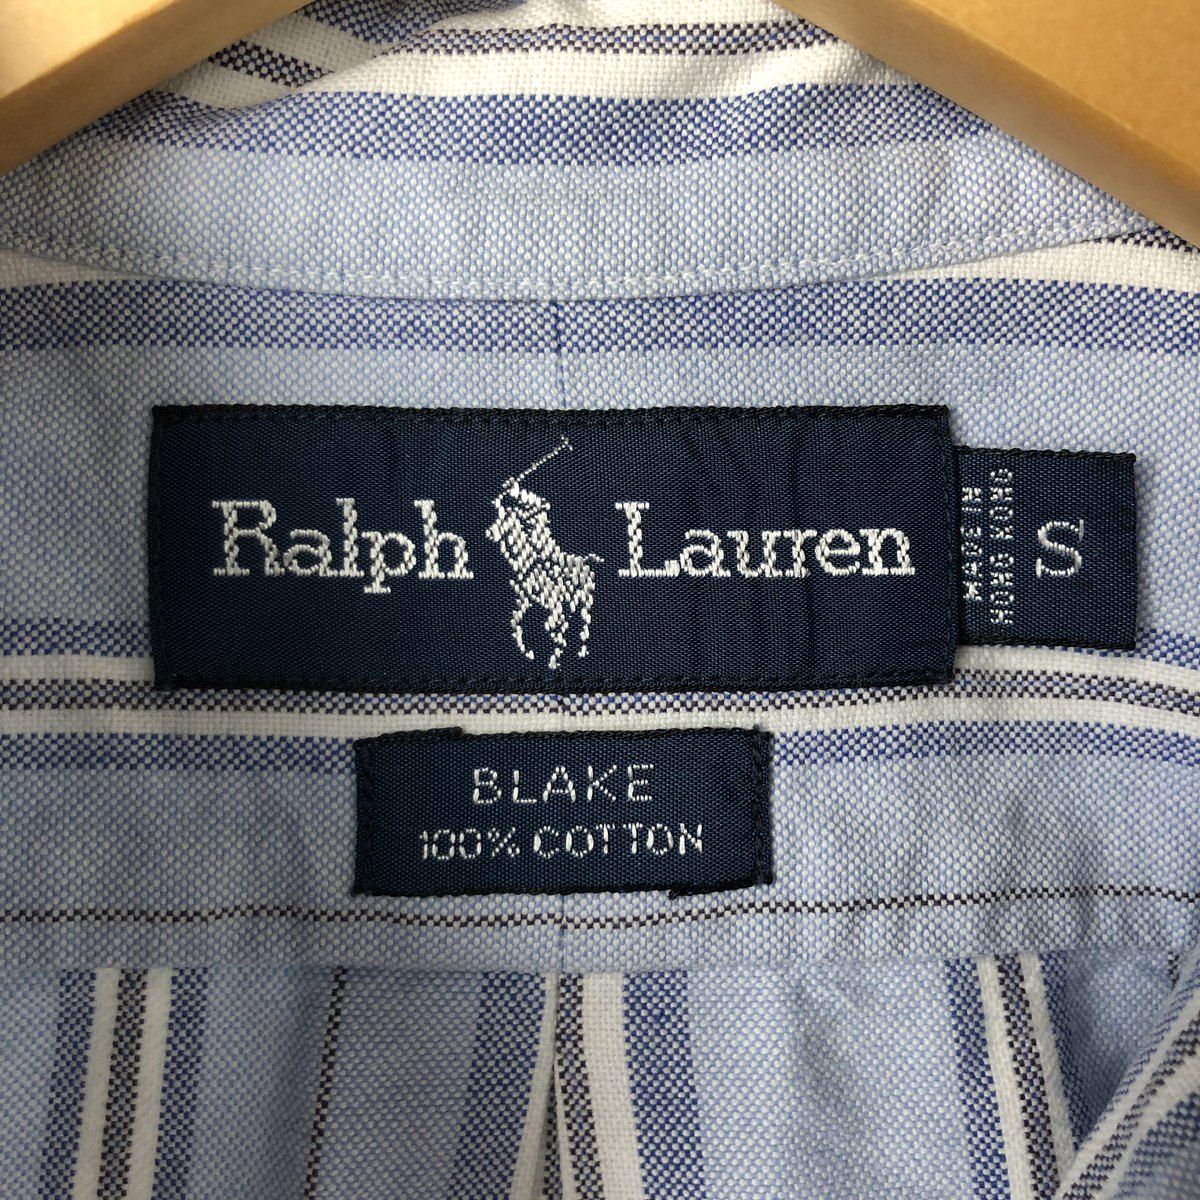 Ralph Lauren
MADE IN
HONG KONG
S
BLAKE
100% COTTON